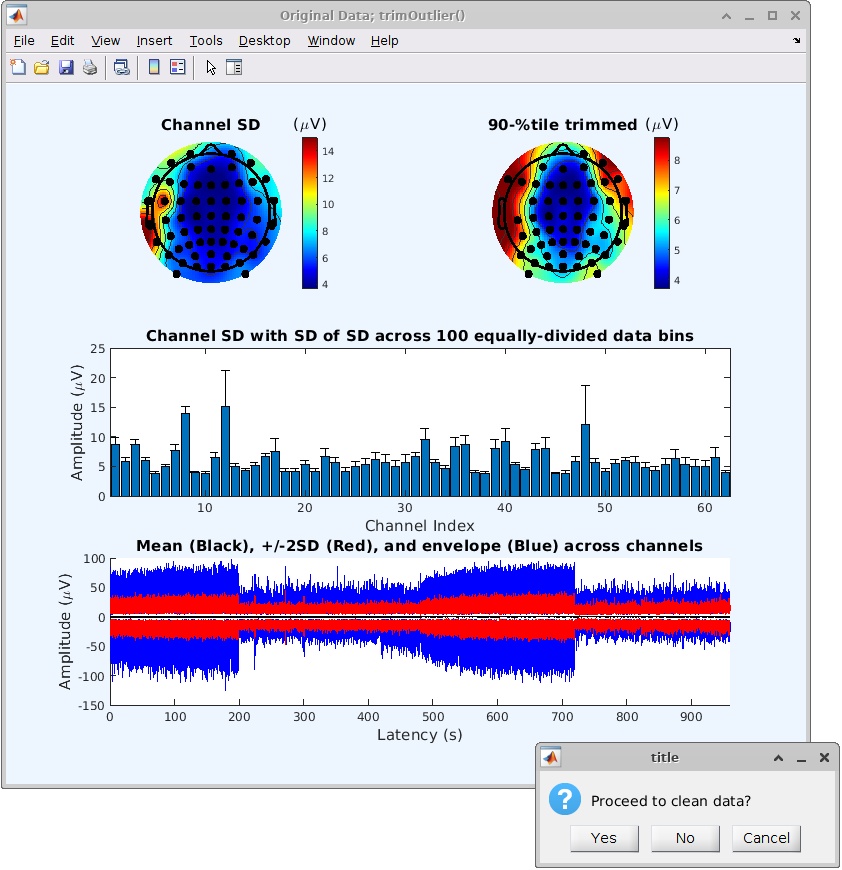 Original Data; trimOutlier()
File Edit View Insert Tools Desktop Window Help
Channel SD (μV)
14
12
10
8
6
4
90-%tile trimmed (μV)
8
7
6
5
4
Channel SD with SD of SD across 100 equally-divided data bins
Amplitude (μV)
25
20
15
10
5
0
10 20 30 40 50 60
Channel Index
Mean (Black), +/-2SD (Red), and envelope (Blue) across channels
Amplitude (μV)
100
50
0
-50
-100
-150
0 100 200 300 400 500 600 700 800 900
Latency (s)
title
?
Proceed to clean data?
Yes No Cancel